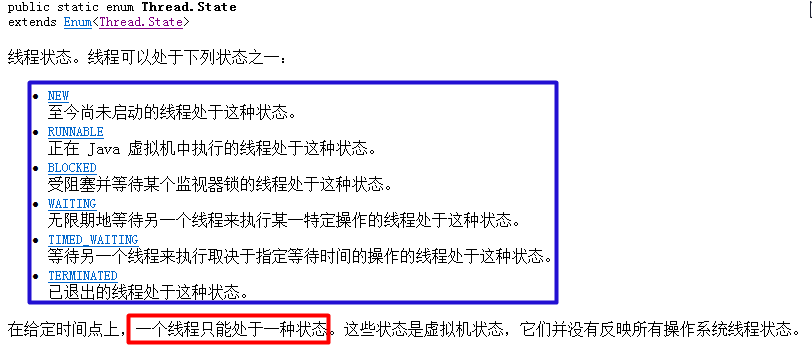 public static enum Thread.State
extends Enum<Thread.State>
线程状态。线程可以处于下列状态之一：
NEW
至今尚未启动的线程处于这种状态。
RUNNABLE
正在 Java 虚拟机中执行的线程处于这种状态。
BLOCKED
受阻塞并等待某个监视器锁的线程处于这种状态。
WAITING
无限期地等待另一个线程来执行某一特定操作的线程处于这种状态。
TIMED_WAITING
等待另一个线程来执行取决于指定等待时间的操作的线程处于这种状态。
TERMINATED
已退出的线程处于这种状态。
在给定时间点上，一个线程只能处于一种状态。这些状态是虚拟机状态，它们并没有反映所有操作系统线程状态。